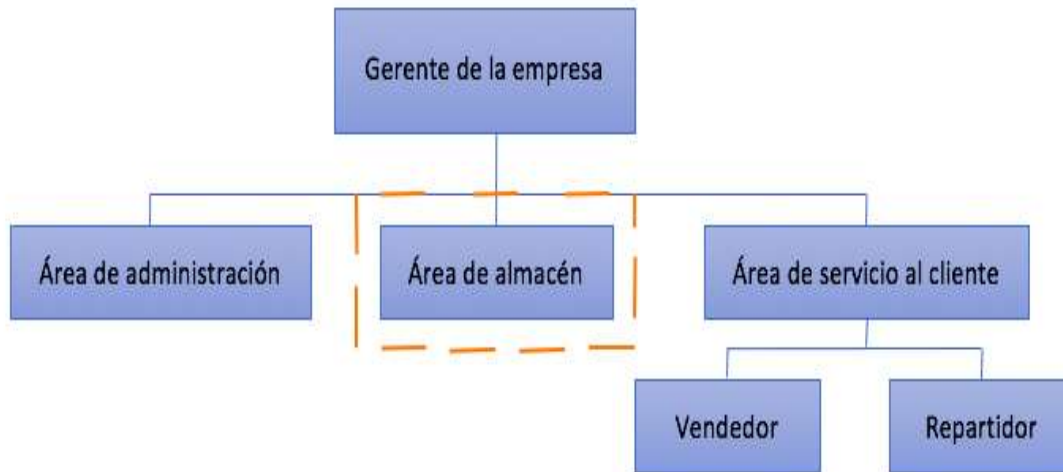 Gerente de la empresa
Área de administración
Área de almacén
Área de servicio al cliente
Vendedor
Repartidor